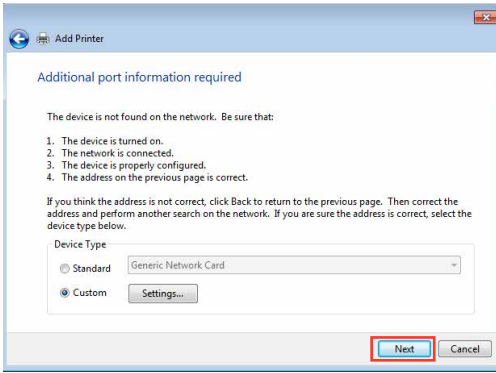 Add Printer
Additional port information required
The device is not found on the network. Be sure that:
1. The device is turned on.
2. The network is connected.
3. The device is properly configured.
4. The address on the previous page is correct.
If you think the address is not correct, click Back to return to the previous page. Then correct the
address and perform another search on the network. If you are sure the address is correct, select the
device type below.
Device Type
Standard Generic Network Card
Custom Settings...
Next Cancel